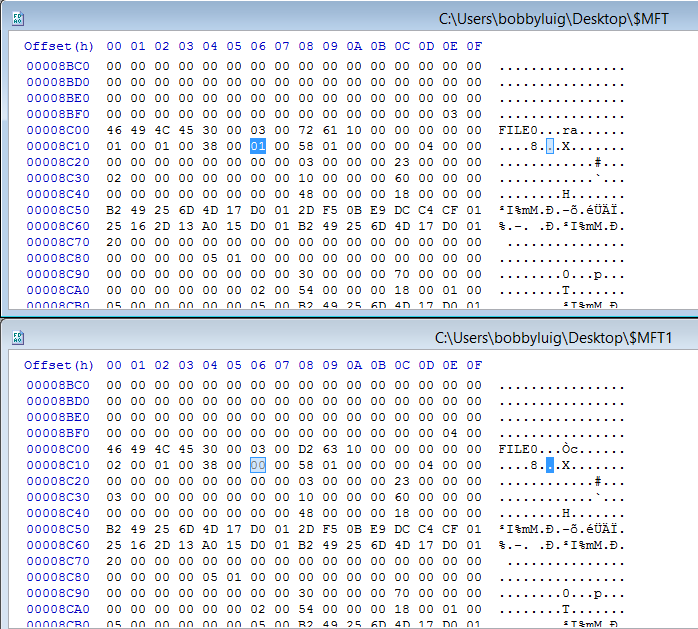 C:\Users\bobbyluig\Desktop\$MFT
Offset(h) 00 01 02 03 04 05 06 07 08 09 0A 0B 0C 0D 0E 0F
00008BC0 00 00 00 00 00 00 00 00 00 00 00 00 00 00 00 00 ................
00008BD0 00 00 00 00 00 00 00 00 00 00 00 00 00 00 00 00 ................
00008BE0 00 00 00 00 00 00 00 00 00 00 00 00 00 00 00 00 ................
00008BF0 00 00 00 00 00 00 00 00 00 00 00 00 00 00 03 00 ................
00008C00 46 49 4C 45 30 00 03 00 72 61 10 00 00 00 00 00 FILE0...ra......
00008C10 01 00 01 00 38 00 01 00 58 01 00 00 00 04 00 00 ....8...X.......
00008C20 00 00 00 00 00 00 00 00 03 00 00 00 23 00 00 00 ............#...
00008C30 02 00 00 00 00 00 00 00 10 00 00 00 60 00 00 00 ............`...
00008C40 00 00 00 00 00 00 00 00 48 00 00 00 18 00 00 00 ........H.......
00008C50 B2 49 25 6D 4D 17 D0 01 2D F5 0B E9 DC C4 CF 01 ²I%mM.Ð.-õ.éÜÄÏ.
00008C60 25 16 2D 13 A0 15 D0 01 B2 49 25 6D 4D 17 D0 01 %.-. .Ð.²I%mM.Ð.
00008C70 20 00 00 00 00 00 00 00 00 00 00 00 00 00 00 00 ...............
00008C80 00 00 00 00 05 01 00 00 00 00 00 00 00 00 00 00 ................
00008C90 00 00 00 00 00 00 00 00 30 00 00 00 70 00 00 00 ........0...p...
00008CA0 00 00 00 00 00 00 02 00 54 00 00 00 18 00 01 00 ........T.......
00008CB0 05 00 00 00 00 00 05 00 B2 49 25 6D 4D 17 D0 01 ........²I%mM.Ð.
C:\Users\bobbyluig\Desktop\$MFT1
Offset(h) 00 01 02 03 04 05 06 07 08 09 0A 0B 0C 0D 0E 0F
00008BC0 00 00 00 00 00 00 00 00 00 00 00 00 00 00 00 00 ................
00008BD0 00 00 00 00 00 00 00 00 00 00 00 00 00 00 00 00 ................
00008BE0 00 00 00 00 00 00 00 00 00 00 00 00 00 00 00 00 ................
00008BF0 00 00 00 00 00 00 00 00 00 00 00 00 00 00 04 00 ................
00008C00 46 49 4C 45 30 00 03 00 D2 63 10 00 00 00 00 00 FILE0...Òc......
00008C10 02 00 01 00 38 00 00 00 58 01 00 00 00 04 00 00 ....8...X.......
00008C20 00 00 00 00 00 00 00 00 03 00 00 00 23 00 00 00 ............#...
00008C30 03 00 00 00 00 00 00 00 10 00 00 00 60 00 00 00 ............`...
00008C40 00 00 00 00 00 00 00 00 48 00 00 00 18 00 00 00 ........H.......
00008C50 B2 49 25 6D 4D 17 D0 01 2D F5 0B E9 DC C4 CF 01 ²I%mM.Ð.-õ.éÜÄÏ.
00008C60 25 16 2D 13 A0 15 D0 01 B2 49 25 6D 4D 17 D0 01 %.-. .Ð.²I%mM.Ð.
00008C70 20 00 00 00 00 00 00 00 00 00 00 00 00 00 00 00 ...............
00008C80 00 00 00 00 05 01 00 00 00 00 00 00 00 00 00 00 ................
00008C90 00 00 00 00 00 00 00 00 30 00 00 00 70 00 00 00 ........0...p...
00008CA0 00 00 00 00 00 00 02 00 54 00 00 00 18 00 01 00 ........T.......
00008CB0 05 00 00 00 00 00 05 00 B2 49 25 6D 4D 17 D0 01 ........²I%mM.Ð.